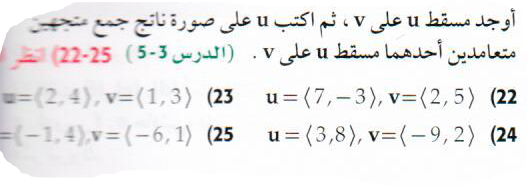 أوجد مسقط u على v ، ثم اكتب u على صورة ناتج جمع متجهين
متعامدين أحدهما مسقط u على v . (الدرس 3-5) 22-25) انظر
22) u=⟨7,−3⟩, v=⟨2,5⟩ 23) u=⟨2,4⟩, v=⟨1,3⟩
24) u=⟨3,8⟩, v=⟨−9,2⟩ 25) =⟨−1,4⟩,v=⟨−6,1⟩